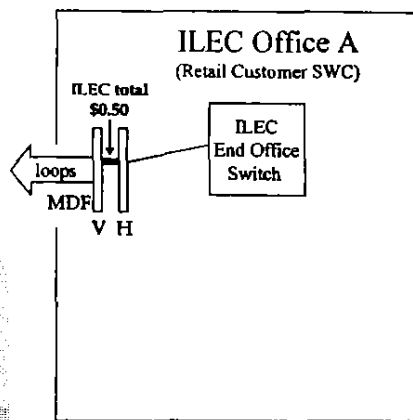 ILEC Office A
(Retail Customer SWC)
ILEC total
$0.50
ILEC
End Office
Switch
loops
MDF
V H